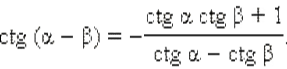 ctg (α − β) = − (ctg α ctg β + 1) / (ctg α − ctg β).